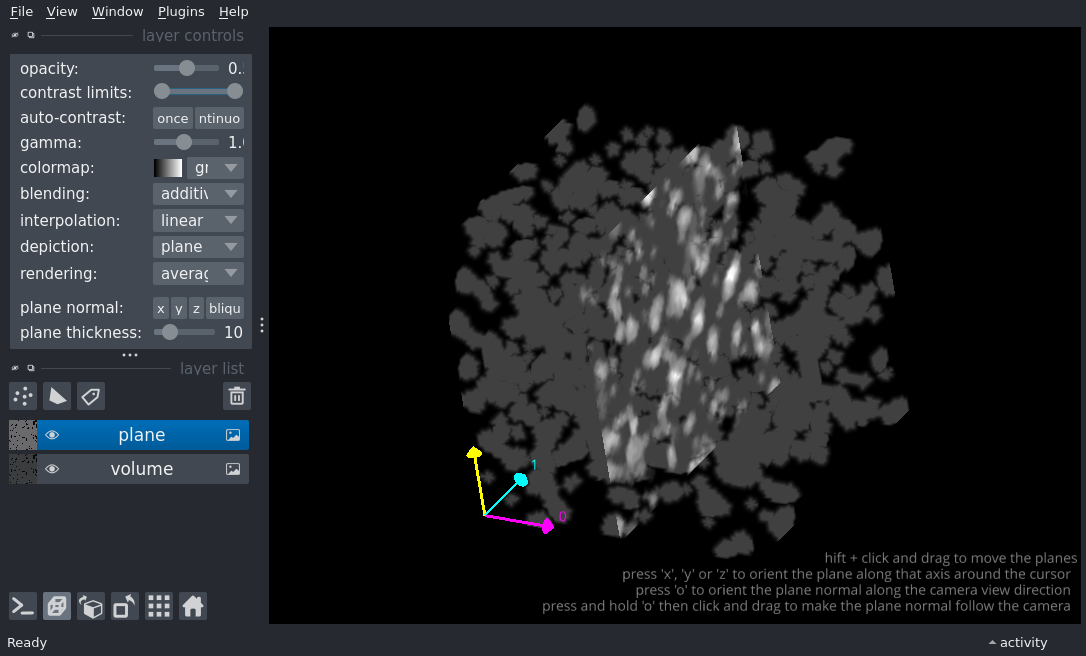 File View Window Plugins Help
layer controls
opacity: 0.
contrast limits:
auto-contrast: once ntinuo
gamma: 1.
colormap: gr
blending: additiv
interpolation: linear
depiction: plane
rendering: averag
plane normal: x y z bliqu
plane thickness: 10
layer list
plane
volume
1
0
hift + click and drag to move the planes
press 'x', 'y' or 'z' to orient the plane along that axis around the cursor
press 'o' to orient the plane normal along the camera view direction
press and hold 'o' then click and drag to make the plane normal follow the camera
Ready
activity